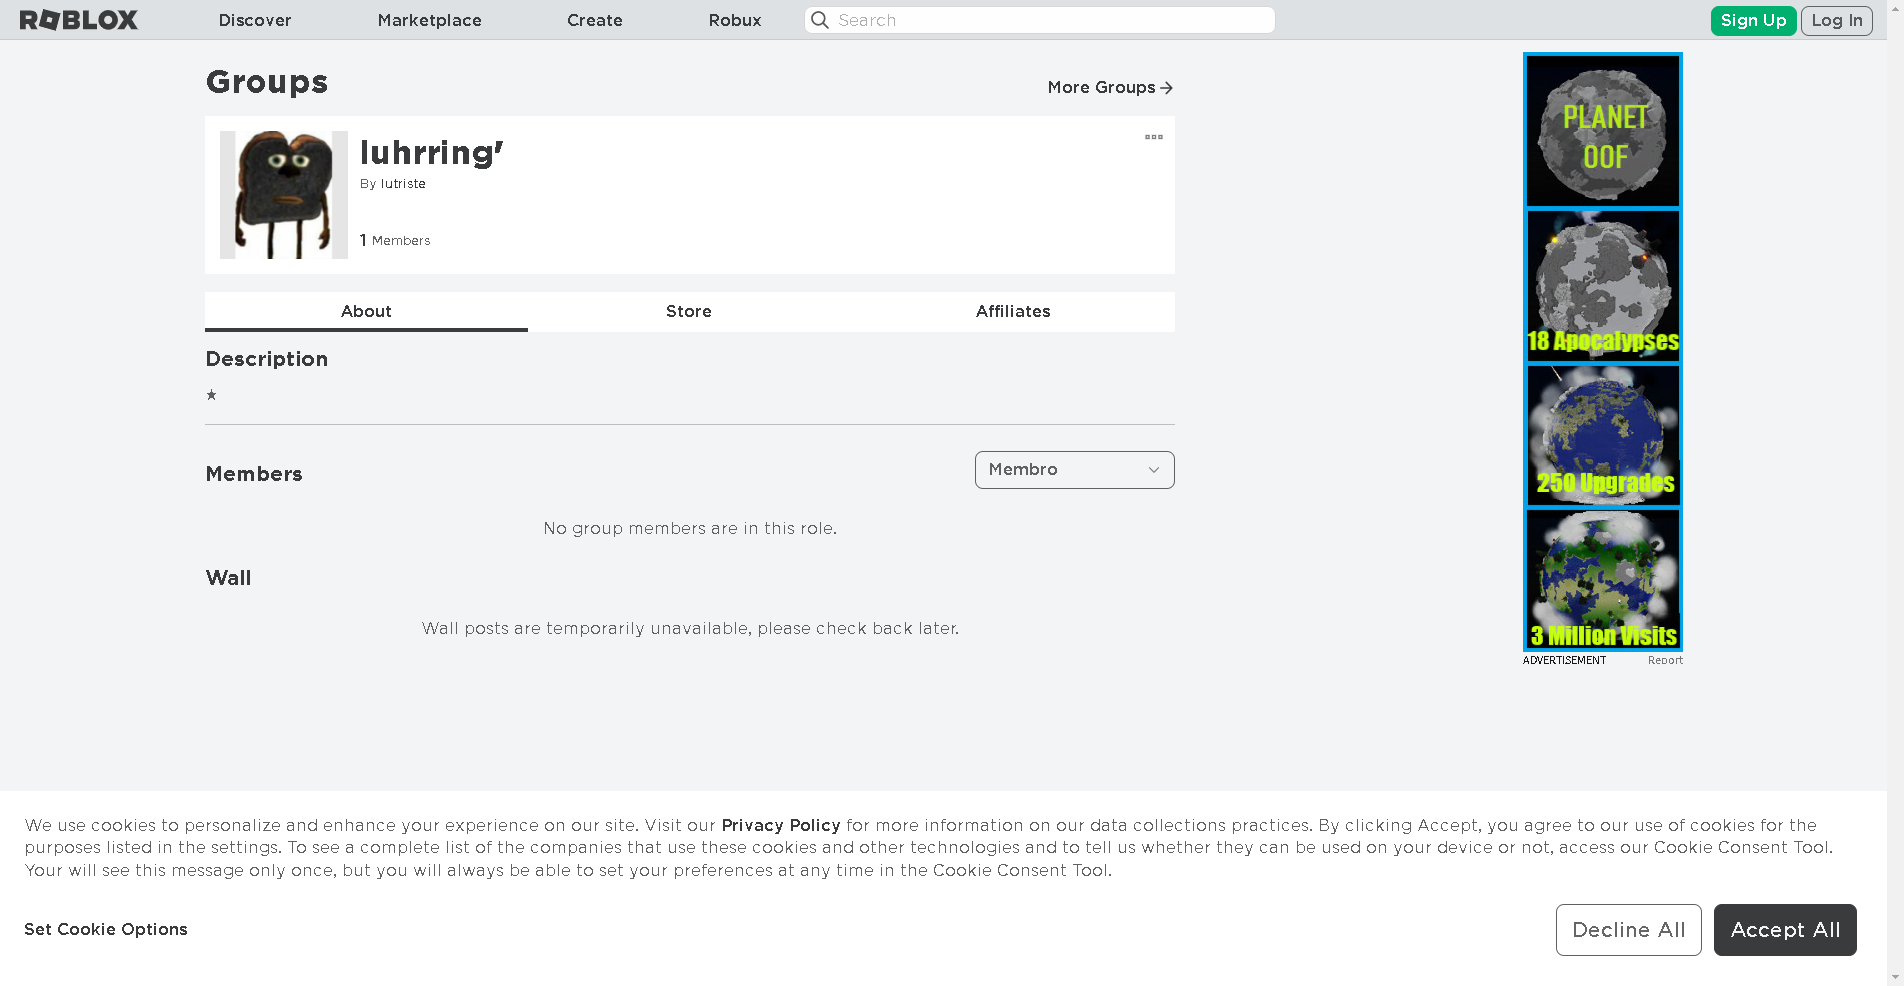 ROBLOX
Discover
Marketplace
Create
Robux
Search
Sign Up
Log In
Groups
More Groups
luhrring'
By lutriste
1 Members
About
Store
Affiliates
Description
★
Members
Membro
No group members are in this role.
Wall
Wall posts are temporarily unavailable, please check back later.
PLANET
OOF
18 Apocalypses
250 Upgrades
3 Million Visits
ADVERTISEMENT
Report
We use cookies to personalize and enhance your experience on our site. Visit our Privacy Policy for more information on our data collections practices. By clicking Accept, you agree to our use of cookies for the
purposes listed in the settings. To see a complete list of the companies that use these cookies and other technologies and to tell us whether they can be used on your device or not, access our Cookie Consent Tool.
Your will see this message only once, but you will always be able to set your preferences at any time in the Cookie Consent Tool.
Set Cookie Options
Decline All
Accept All